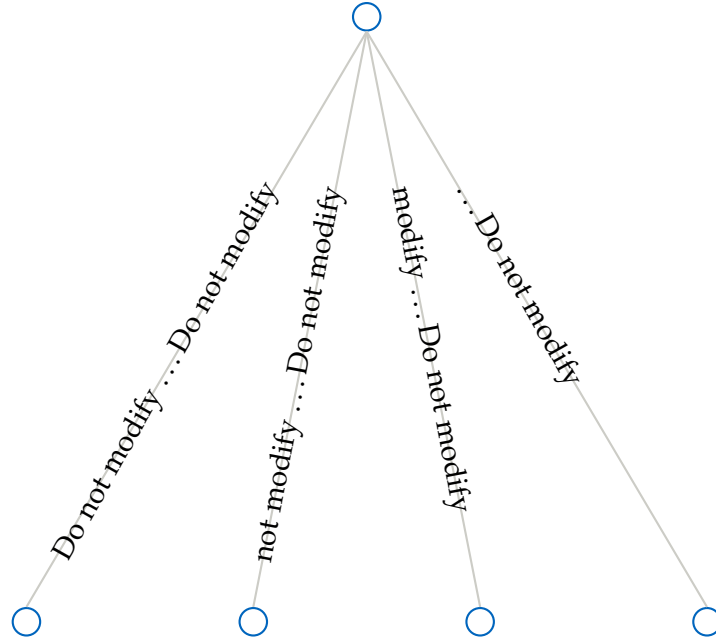 Do not modify … Do not modify
not modify … Do not modify
modify … Do not modify
… Do not modify